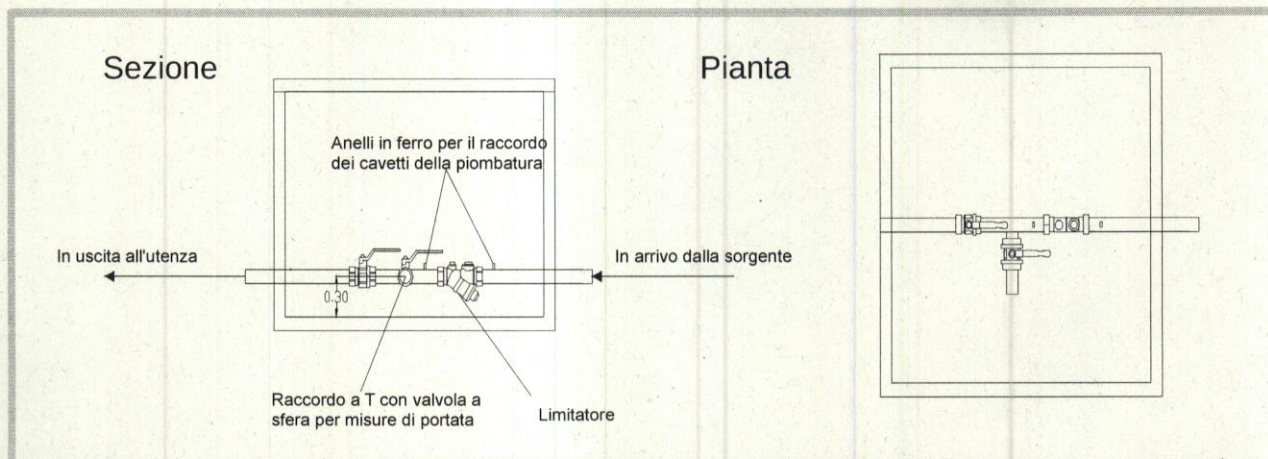 Sezione
Pianta
Anelli in ferro per il raccordo
dei cavetti della piombatura
In uscita all'utenza
In arrivo dalla sorgente
0.30
Raccordo a T con valvola a
sfera per misure di portata
Limitatore